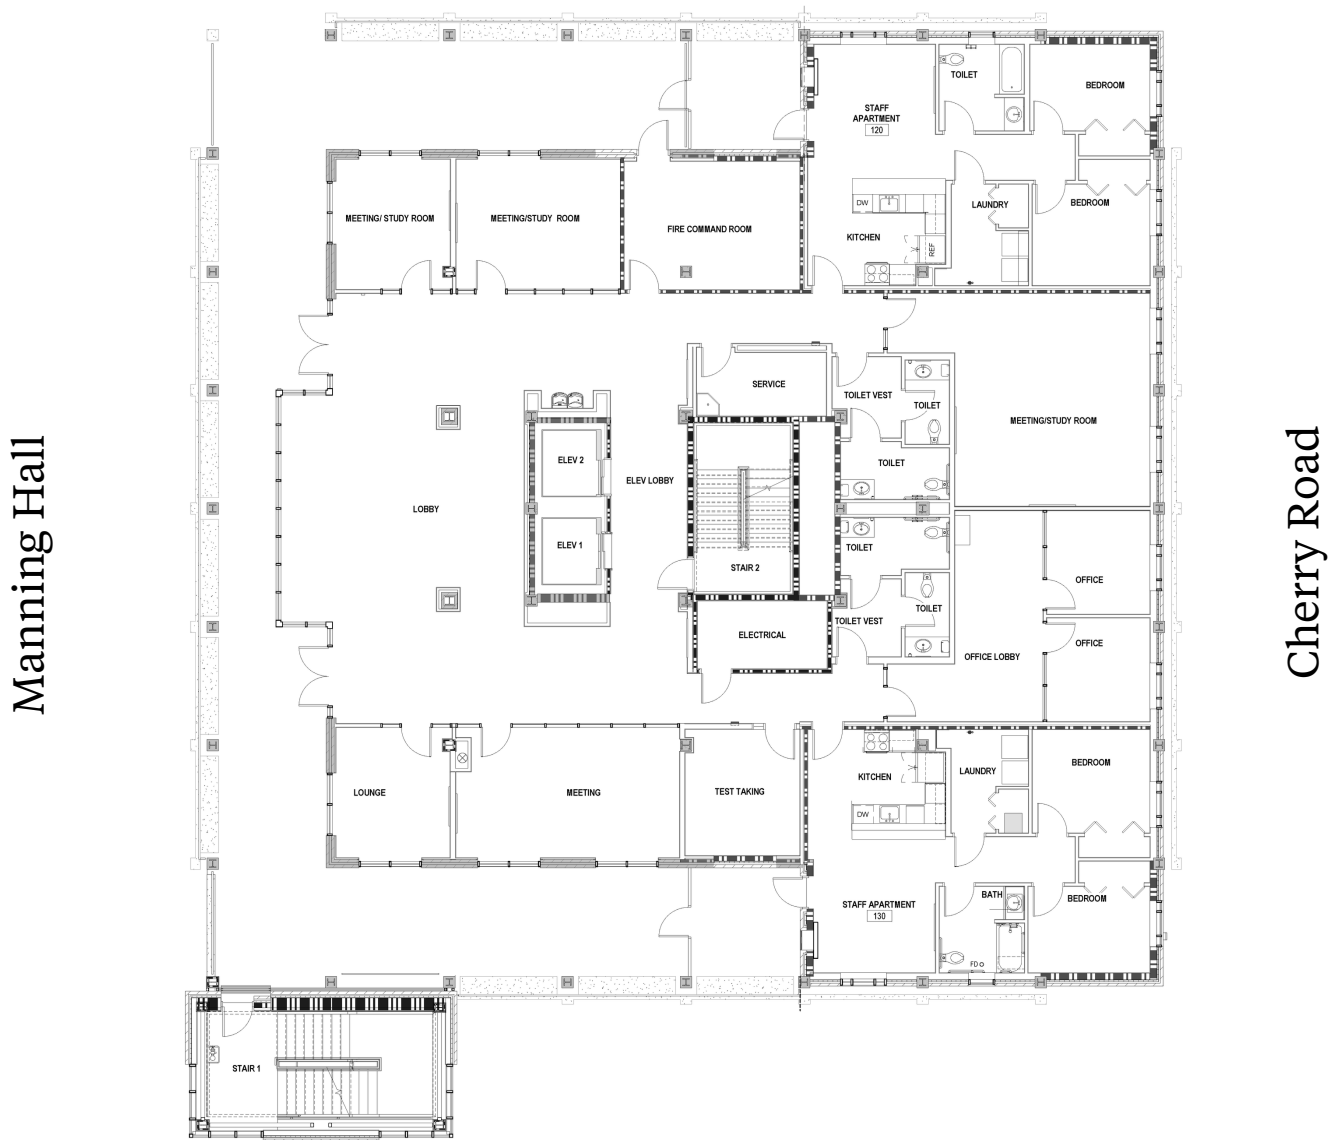 TOILET
BEDROOM
STAFF
APARTMENT
120
DW
LAUNDRY
BEDROOM
MEETING/ STUDY ROOM
MEETING/STUDY ROOM
FIRE COMMAND ROOM
KITCHEN
REF
SERVICE
TOILET VEST
TOILET
MEETING/STUDY ROOM
ELEV 2
ELEV LOBBY
TOILET
LOBBY
ELEV 1
TOILET
STAIR 2
OFFICE
TOILET
TOILET VEST
ELECTRICAL
OFFICE LOBBY
OFFICE
Manning Hall
Cherry Road
KITCHEN
LAUNDRY
BEDROOM
LOUNGE
MEETING
TEST TAKING
DW
BATH
BEDROOM
STAFF APARTMENT
130
FD
STAIR 1